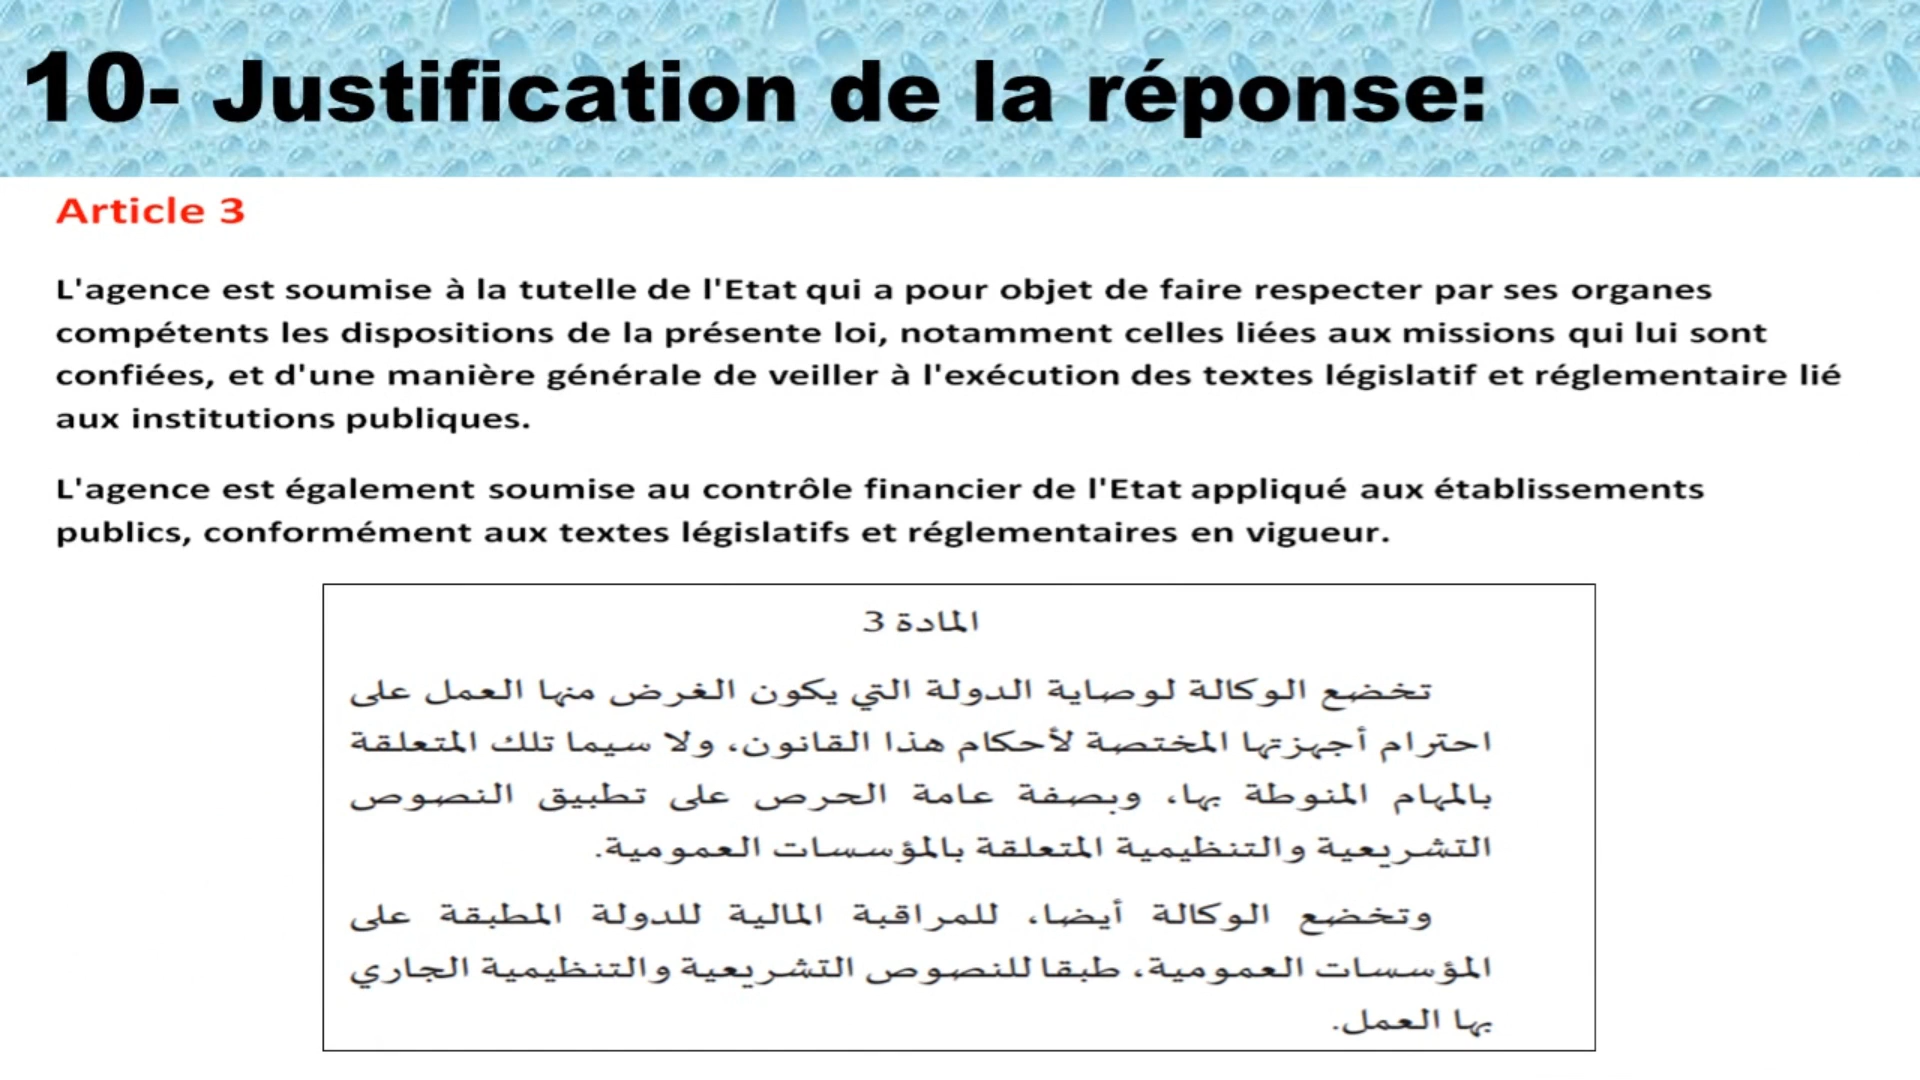 10- Justification de la réponse:
Article 3
L'agence est soumise à la tutelle de l'Etat qui a pour objet de faire respecter par ses organes
compétents les dispositions de la présente loi, notamment celles liées aux missions qui lui sont
confiées, et d'une manière générale de veiller à l'exécution des textes législatif et réglementaire lié
aux institutions publiques.
L'agence est également soumise au contrôle financier de l'Etat appliqué aux établissements
publics, conformément aux textes législatifs et réglementaires en vigueur.
المادة 3
تخضع الوكالة لوصاية الدولة التي يكون الغرض منها العمل على
احترام أجهزتها المختصة لأحكام هذا القانون، ولا سيما تلك المتعلقة
بالمهام المنوطة بها، وبصفة عامة الحرص على تطبيق النصوص
التشريعية والتنظيمية المتعلقة بالمؤسسات العمومية.
وتخضع الوكالة أيضا، للمراقبة المالية للدولة المطبقة على
المؤسسات العمومية، طبقا للنصوص التشريعية والتنظيمية الجاري
بها العمل.